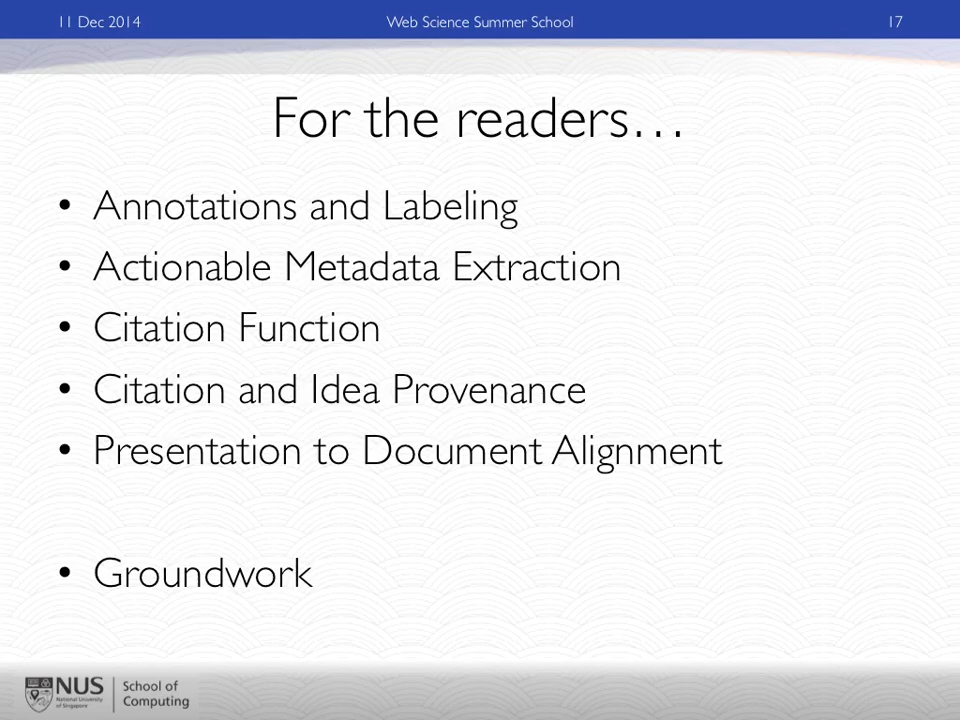 11 Dec 2014
Web Science Summer School
17
For the readers…
• Annotations and Labeling
• Actionable Metadata Extraction
• Citation Function
• Citation and Idea Provenance
• Presentation to Document Alignment
• Groundwork
NUS
National University
of Singapore
School of
Computing